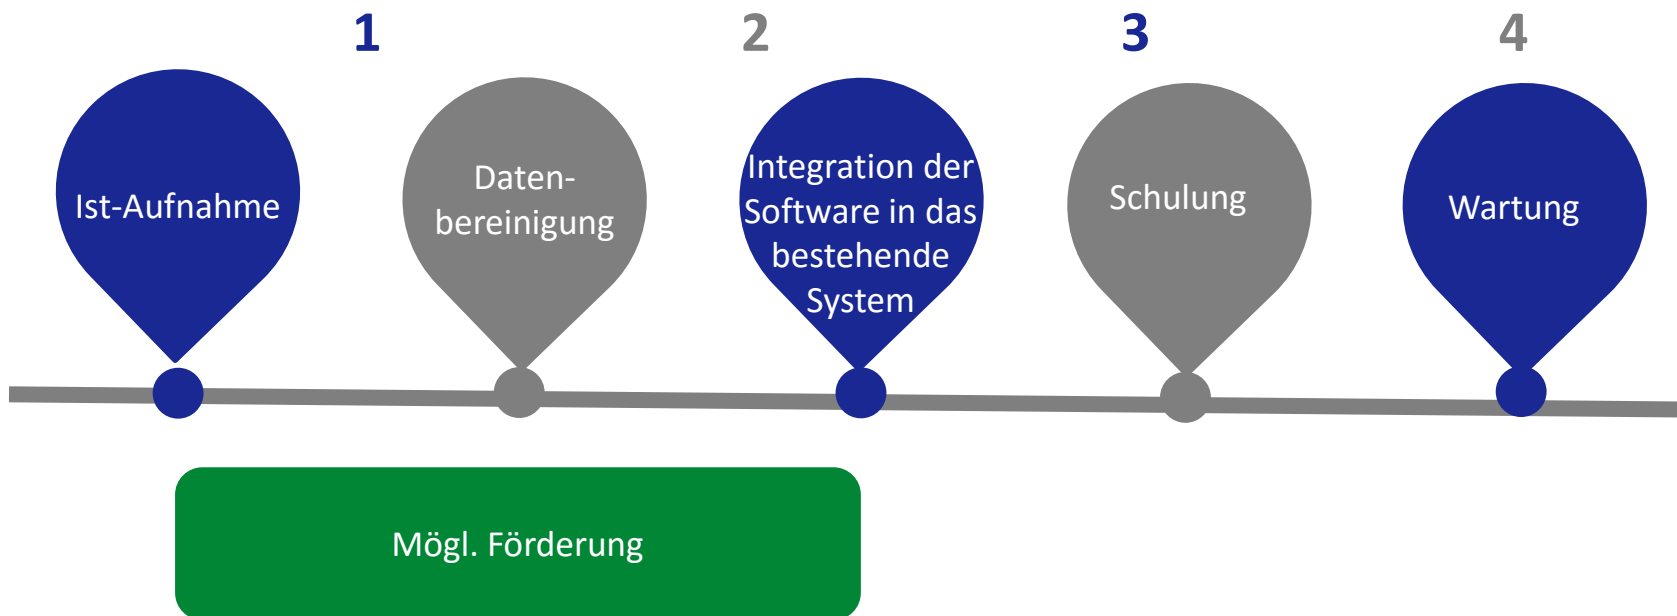 1
2
3
4
Ist-Aufnahme
Daten-
bereinigung
Integration der
Software in das
bestehende
System
Schulung
Wartung
Mögl. Förderung